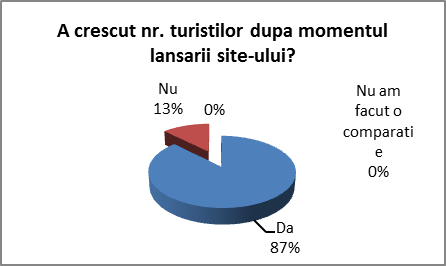 A crescut nr. turistilor dupa momentul
lansarii site-ului?
Nu
13%
0%
Nu am
facut o
comparati
e
0%
Da
87%